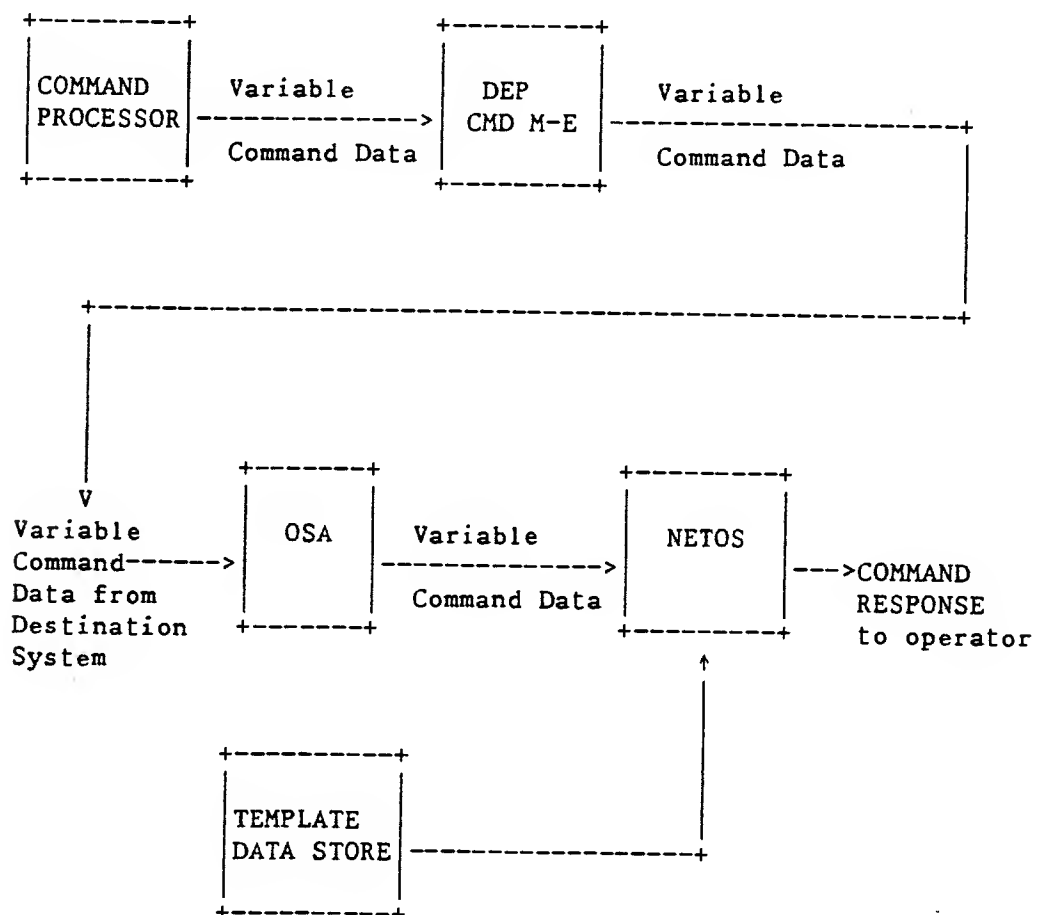 COMMAND
PROCESSOR
Variable
Command Data
DEP
CMD M-E
Variable
Command Data
V
Variable
Command
Data from
Destination
System
OSA
Variable
Command Data
NETOS
COMMAND
RESPONSE
to operator
TEMPLATE
DATA STORE